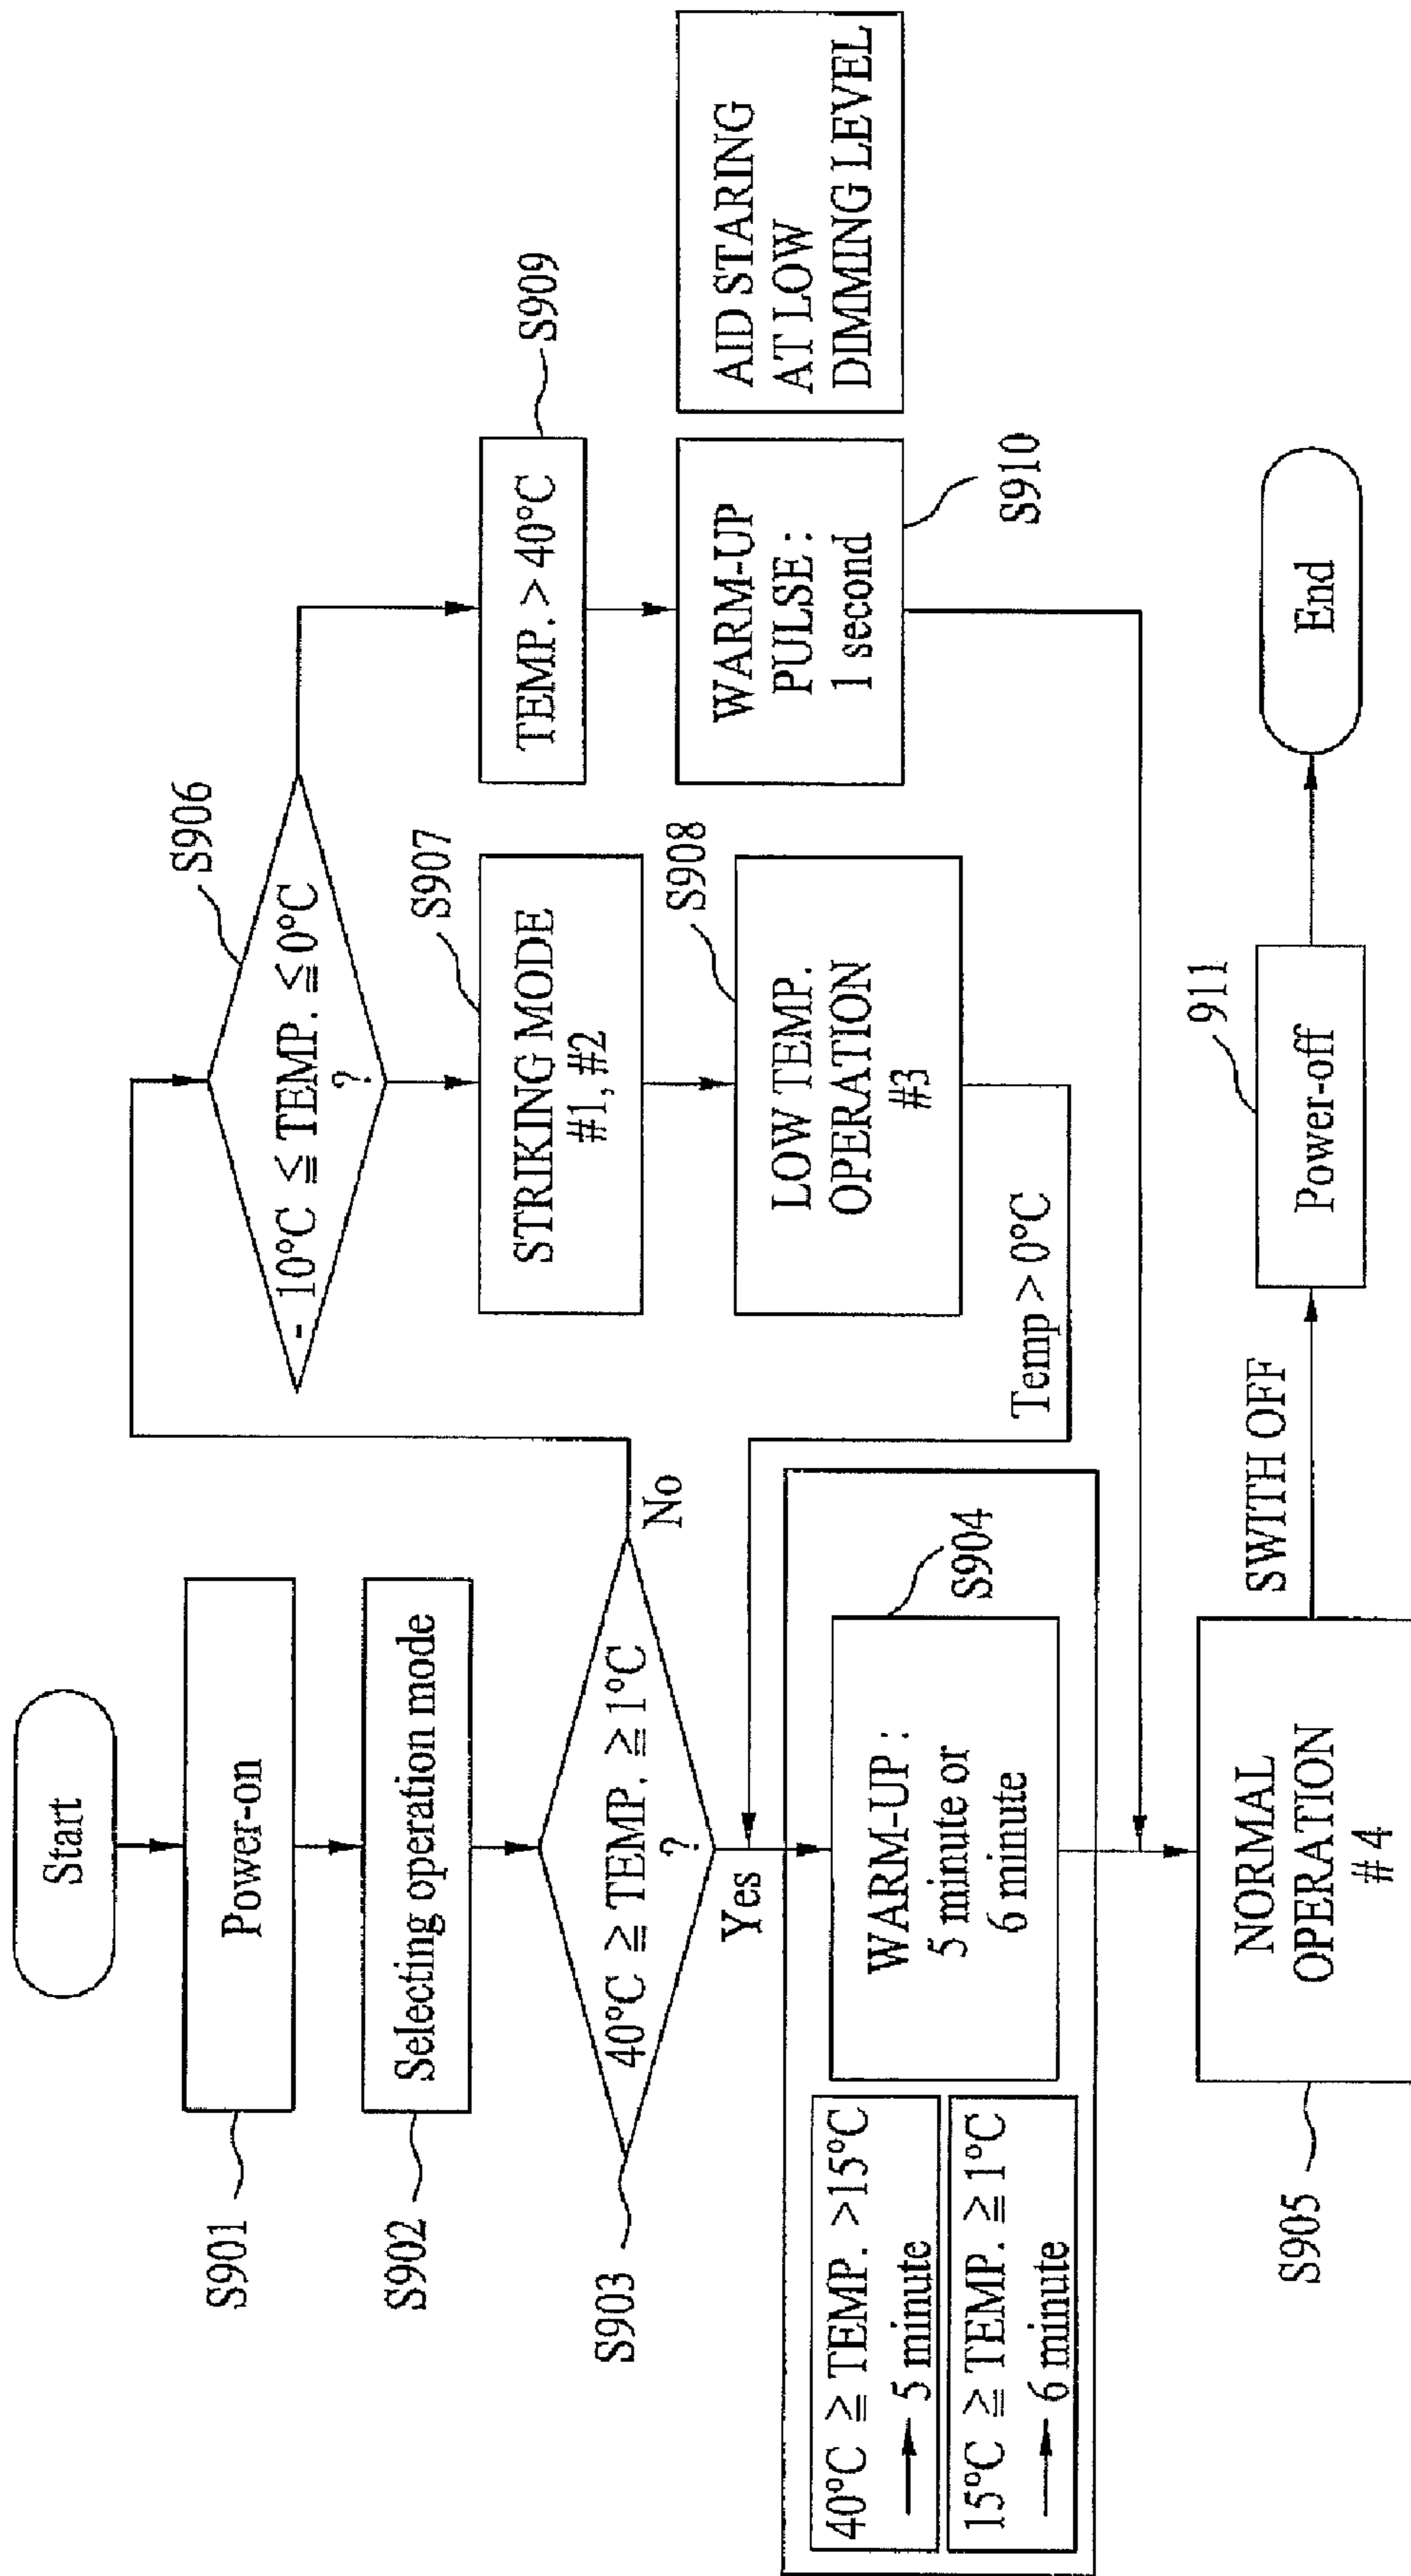 Start
S901
Power-on
S902
Selecting operation mode
S903
40°C ≧ TEMP. ≧ 1°C
?
No
Yes
S906
- 10°C ≦ TEMP. ≦ 0°C
?
S907
STRIKING MODE
#1, #2
S908
LOW TEMP.
OPERATION
#3
Temp > 0°C
S909
TEMP. > 40°C
WARM-UP
PULSE :
1 second
S910
AID STARING
AT LOW
DIMMING LEVEL
40°C ≧ TEMP. >15°C
→ 5 minute
15°C ≧ TEMP. ≧ 1°C
→ 6 minute
WARM-UP :
5 minute or
6 minute
S904
S905
NORMAL
OPERATION
# 4
SWITH OFF
911
Power-off
End